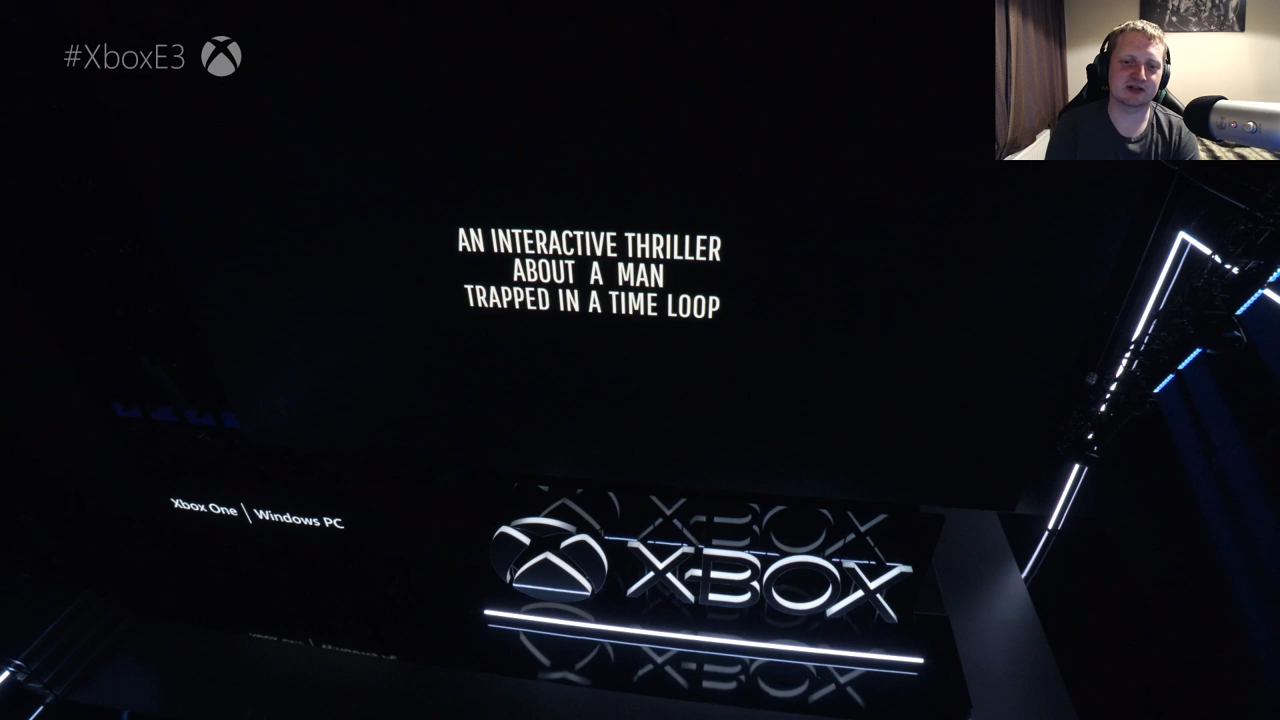 #XboxE3
AN INTERACTIVE THRILLER
ABOUT A MAN
TRAPPED IN A TIME LOOP
Xbox One | Windows PC
XBOX